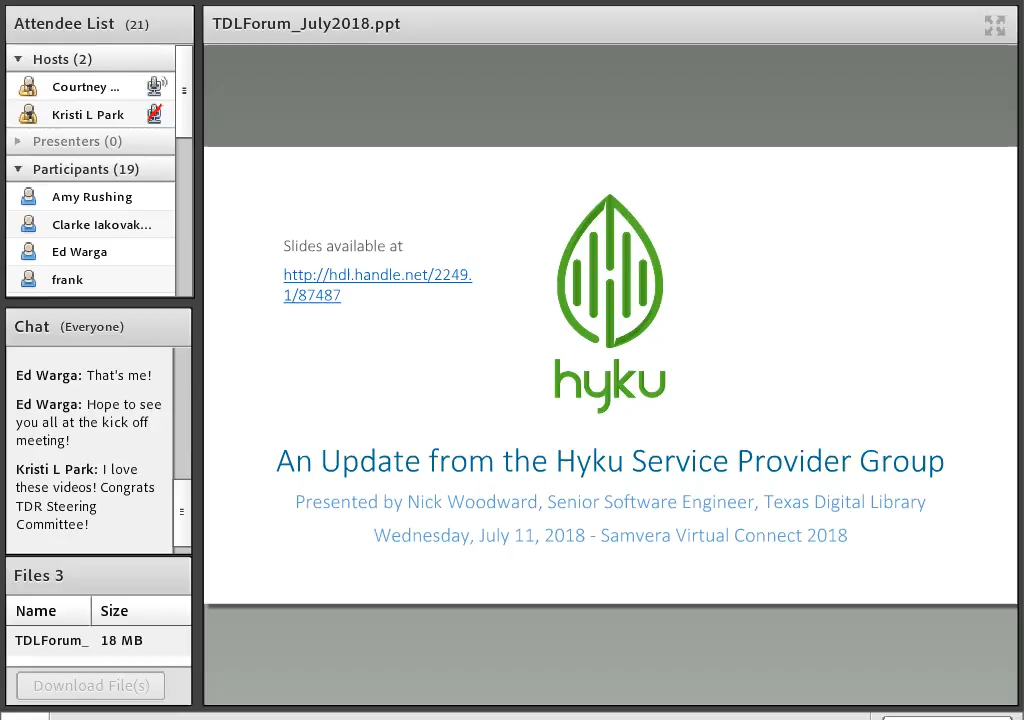 Attendee List (21)
Hosts (2)
Courtney ...
Kristi L Park
Presenters (0)
Participants (19)
Amy Rushing
Clarke Iakovak...
Ed Warga
frank
Chat (Everyone)
Ed Warga: That's me!
Ed Warga: Hope to see
you all at the kick off
meeting!
Kristi L Park: I love
these videos! Congrats
TDR Steering
Committee!
Files 3
Name Size
TDLForum_ 18 MB
Download File(s)
TDLForum_July2018.ppt
Slides available at
http://hdl.handle.net/2249.
1/87487
hyku
An Update from the Hyku Service Provider Group
Presented by Nick Woodward, Senior Software Engineer, Texas Digital Library
Wednesday, July 11, 2018 - Samvera Virtual Connect 2018